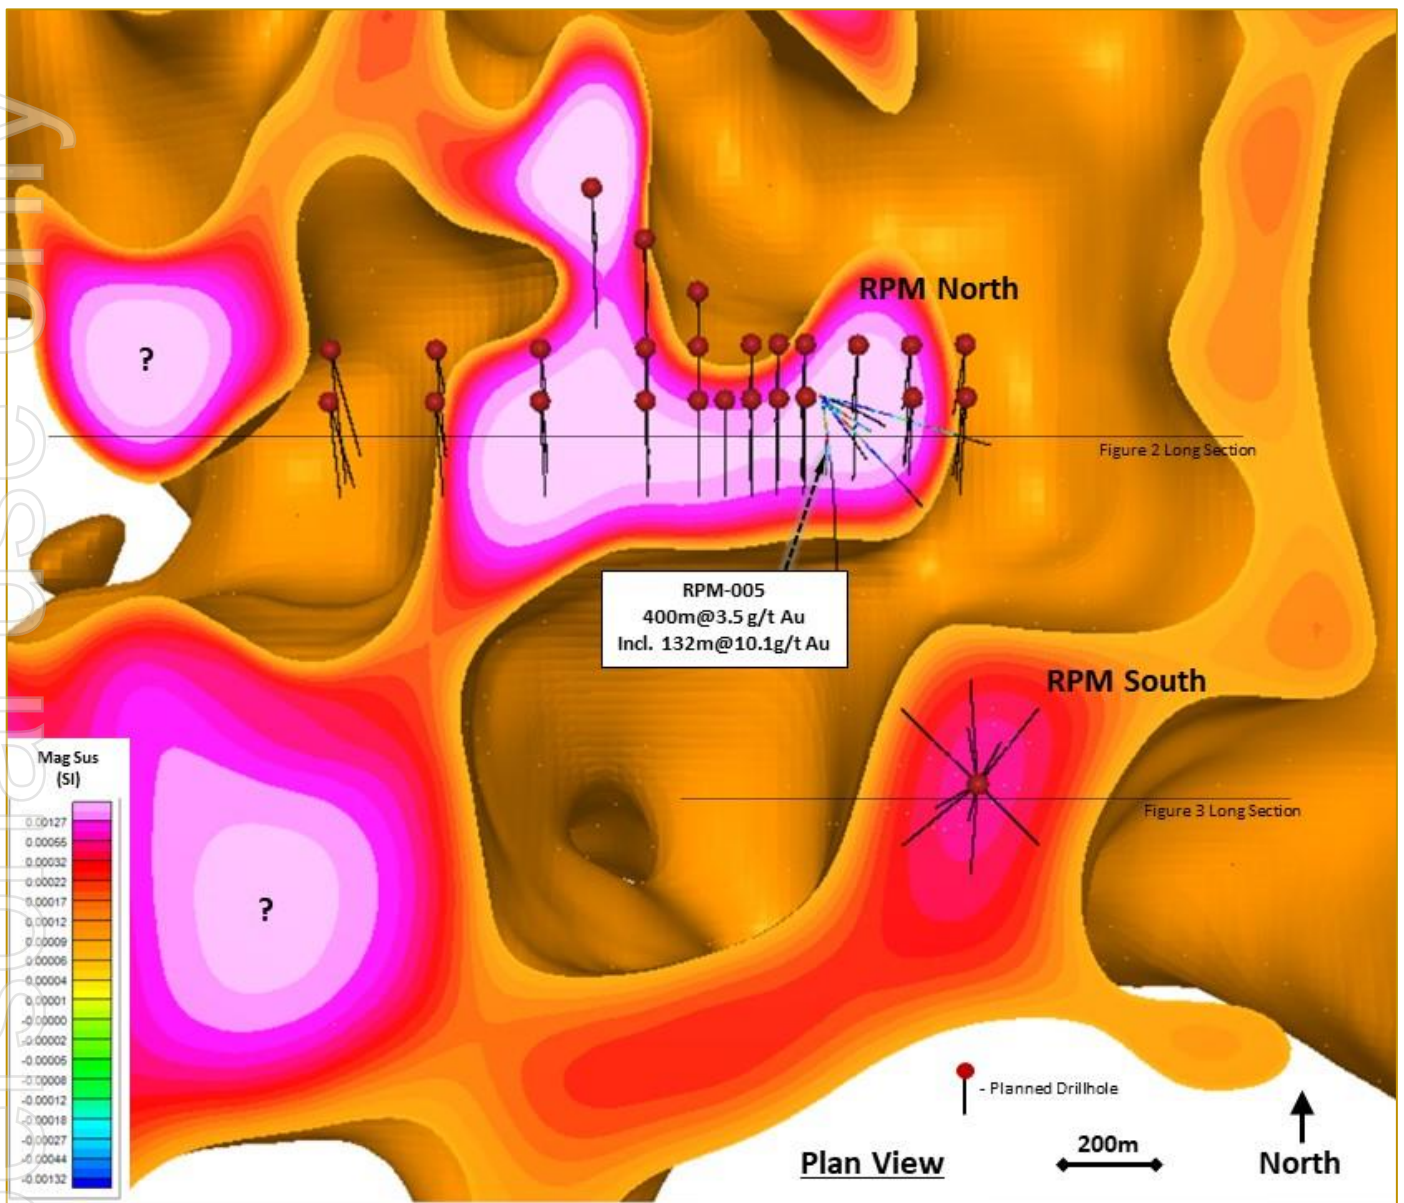 RPM North
?
Figure 2 Long Section
RPM-005
400m@3.5 g/t Au
Incl. 132m@10.1g/t Au
RPM South
Mag Sus
(SI)
0.00127
0.00055
0.00032
0.00022
0.00017
0.00012
0.00009
0.00006
0.00004
0.00001
-0.00000
-0.00002
-0.00005
-0.00008
-0.00012
-0.00018
-0.00027
-0.00044
-0.00132
Figure 3 Long Section
?
- Planned Drillhole
Plan View
200m
North